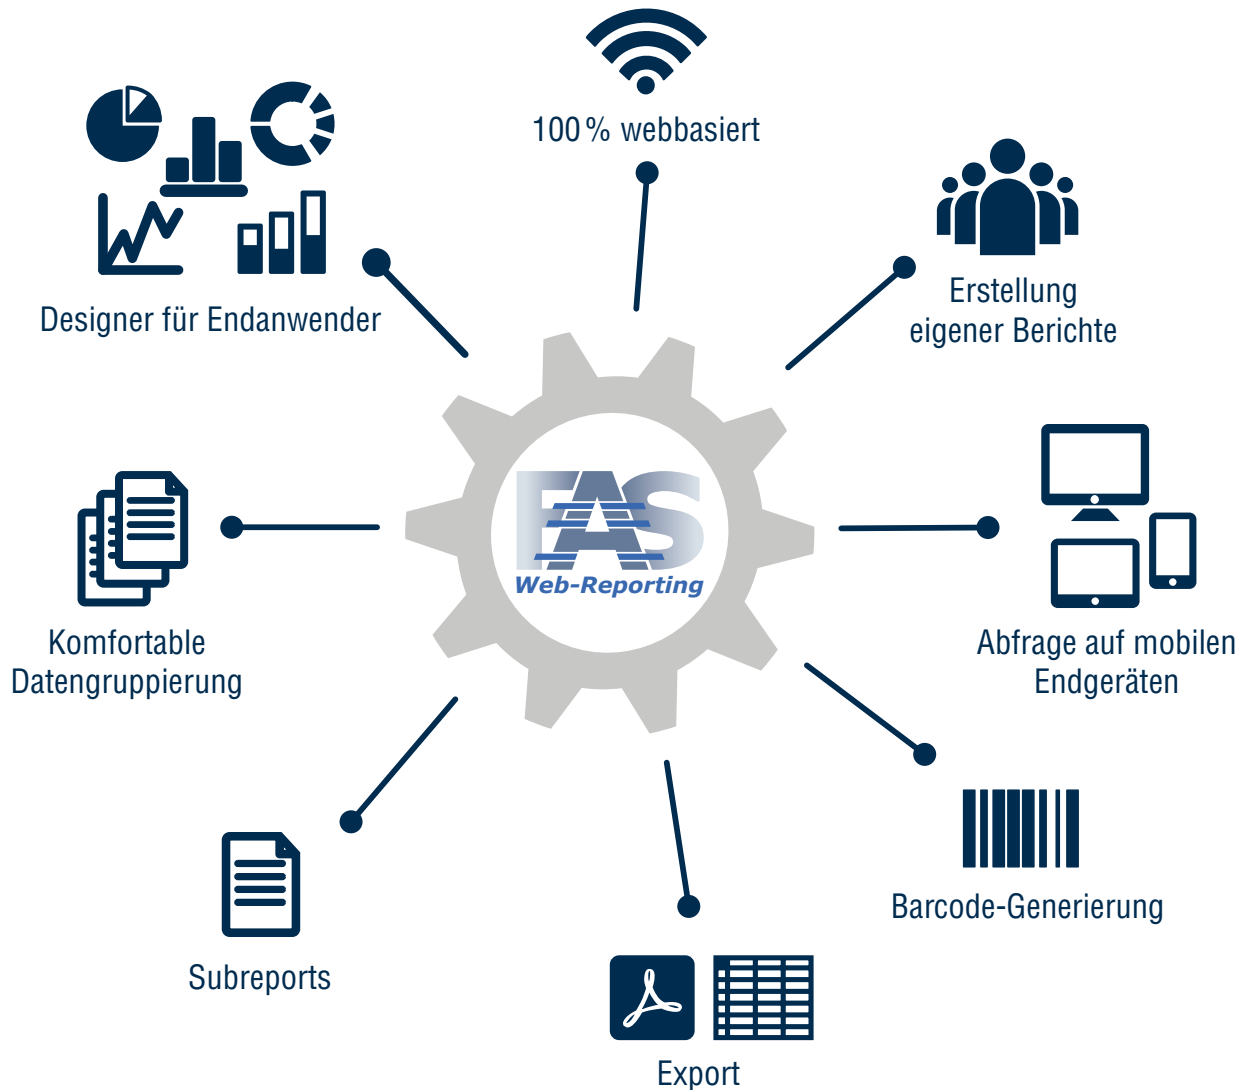 100 % webbasiert
Designer für Endanwender
Erstellung
eigener Berichte
EAS
Web-Reporting
Komfortable
Datengruppierung
Abfrage auf mobilen
Endgeräten
Barcode-Generierung
Subreports
Export